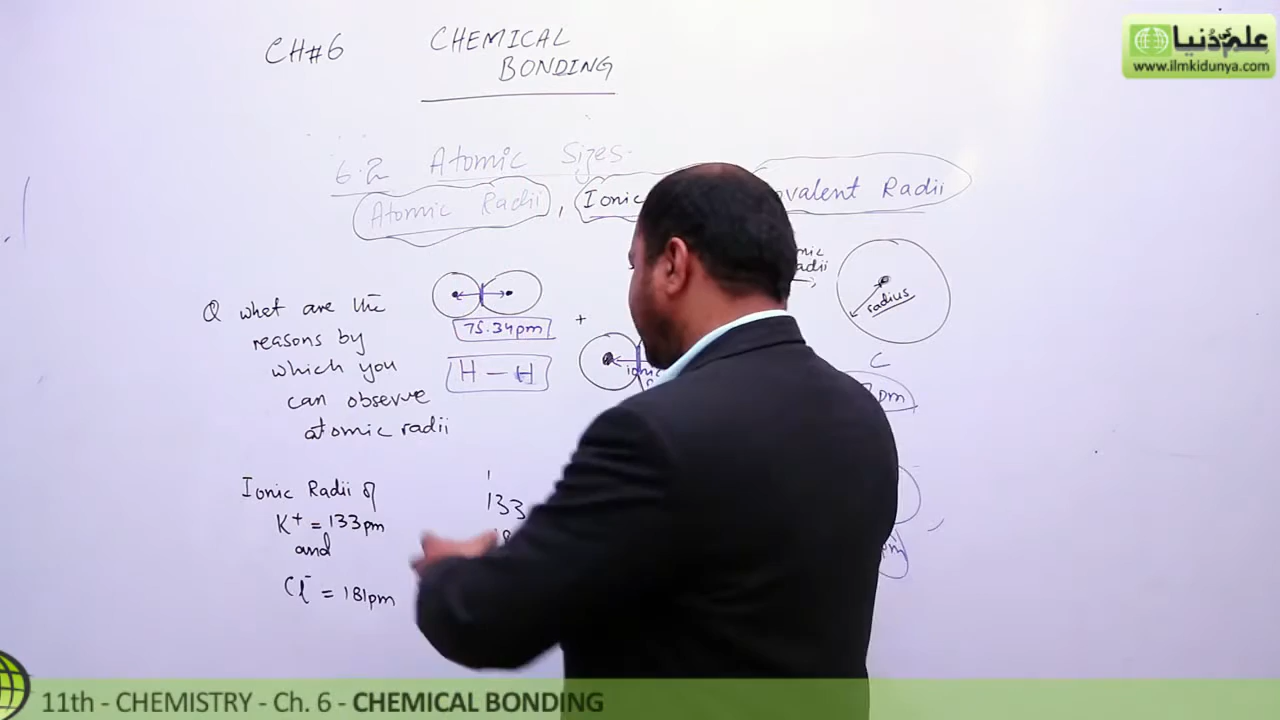 CH#6
CHEMICAL
BONDING
علم کی دُنیا
www.ilmkidunya.com
6.2 Atomic Sizes.
Atomic Radii, Ionic
Radii
Q what are the
reasons by
which you
can observe
atomic radii
75.34pm
H - H
+
radius
C
pm
Ionic Radii of
K+ = 133pm
and
Cl- = 181pm
133
11th - CHEMISTRY - Ch. 6 - CHEMICAL BONDING